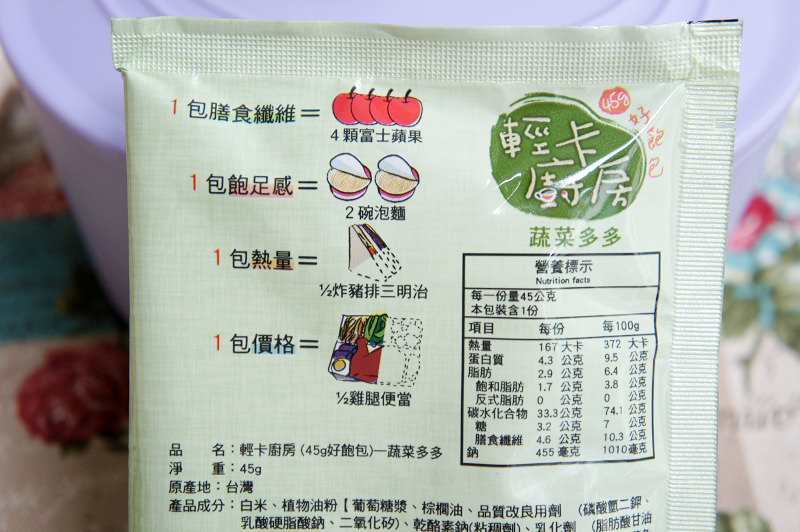 1 包膳食纖維＝
4 顆富士蘋果
1 包飽足感＝
2 碗泡麵
1 包熱量＝
½炸豬排三明治
1 包價格＝
½雞腿便當
45g
好飽包
輕卡
廚房
蔬菜多多
營養標示
Nutrition facts
每一份量45公克
本包裝含1份
項目 每份 每100g
熱量 167 大卡 372 大卡
蛋白質 4.3 公克 9.5 公克
脂肪 2.9 公克 6.4 公克
飽和脂肪 1.7 公克 3.8 公克
反式脂肪 0 公克 0 公克
碳水化合物 33.3公克 74.1 公克
糖 3.2 公克 7 公克
膳食纖維 4.6 公克 10.3 公克
鈉 455 毫克 1010毫克
品 名：輕卡廚房 (45g好飽包)—蔬菜多多
淨 重：45g
原產地：台灣
產品成分：白米、植物油粉【葡萄糖漿、棕櫚油、品質改良用劑 (磷酸氫二鉀、
乳酸硬脂酸鈉、二氧化矽)、乾酪素鈉(粘稠劑)、乳化劑 (脂肪酸甘油